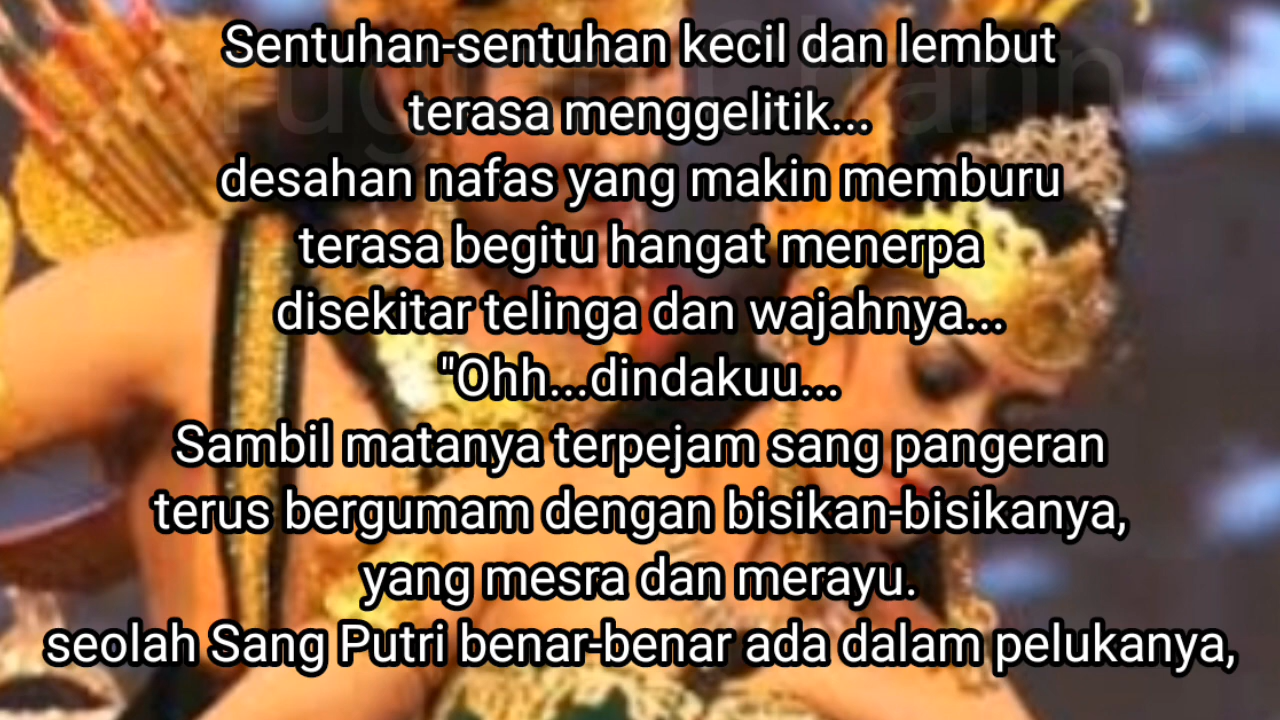 Sentuhan-sentuhan kecil dan lembut
terasa menggelitik...
desahan nafas yang makin memburu
terasa begitu hangat menerpa
disekitar telinga dan wajahnya...
"Ohh...dindakuu...
Sambil matanya terpejam sang pangeran
terus bergumam dengan bisikan-bisikanya,
yang mesra dan merayu.
seolah Sang Putri benar-benar ada dalam pelukanya,